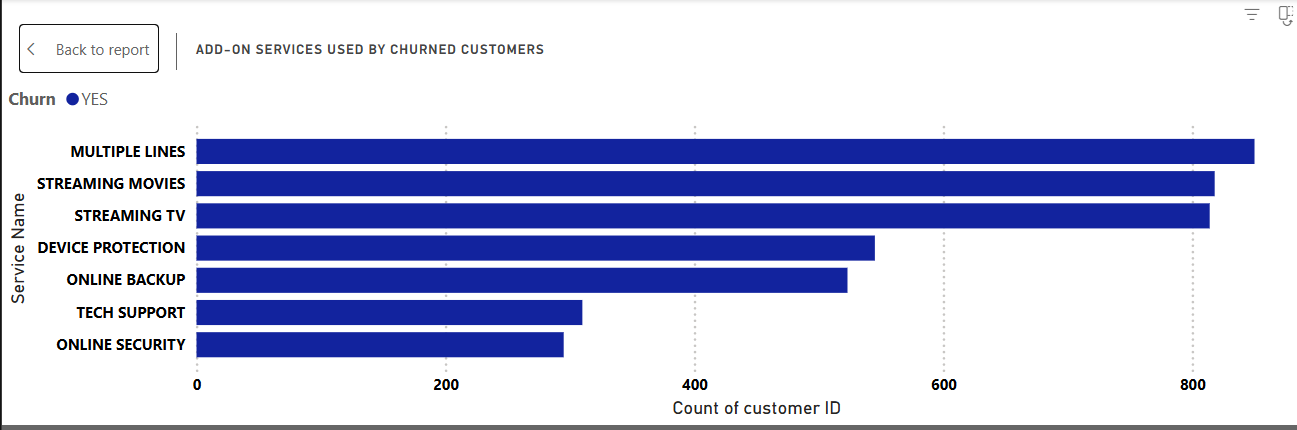 Back to report
ADD-ON SERVICES USED BY CHURNED CUSTOMERS
Churn YES
Service Name
MULTIPLE LINES
STREAMING MOVIES
STREAMING TV
DEVICE PROTECTION
ONLINE BACKUP
TECH SUPPORT
ONLINE SECURITY
0 200 400 600 800
Count of customer ID